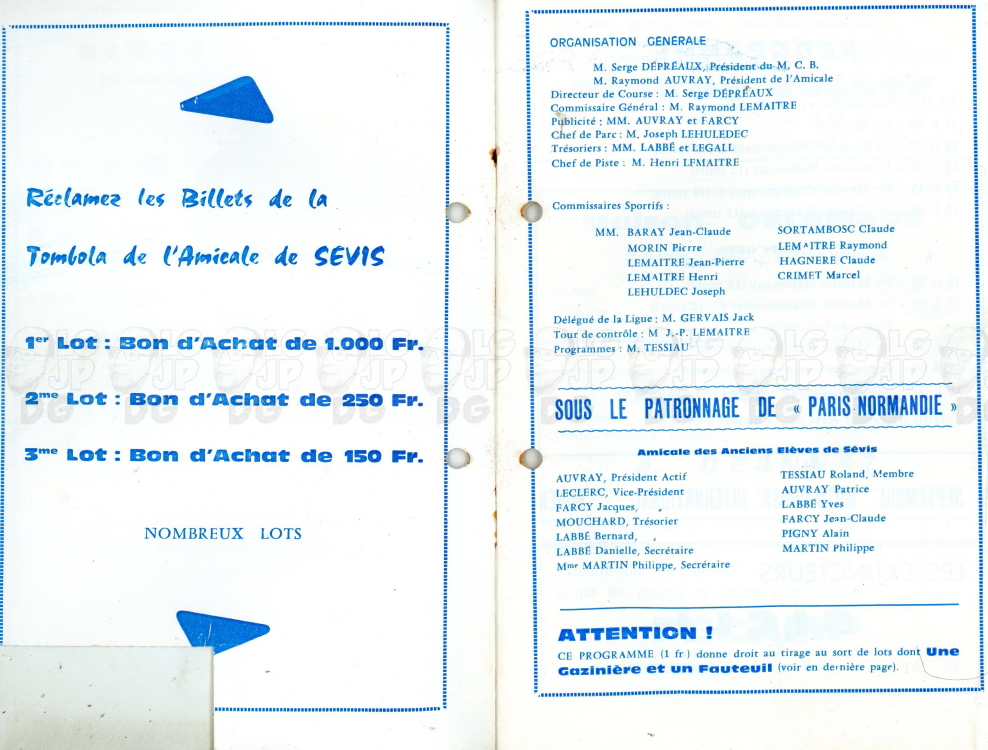 Réclamez les Billets de la
Tombola de l'Amicale de SEVIS
1er Lot : Bon d'Achat de 1.000 Fr.
2me Lot : Bon d'Achat de 250 Fr.
3me Lot : Bon d'Achat de 150 Fr.
NOMBREUX LOTS
ORGANISATION GÉNÉRALE
M. Serge DÉPREAUX, Président du M. C. B.
M. Raymond AUVRAY, Président de l'Amicale
Directeur de Course : M. Serge DÉPREAUX
Commissaire Général : M. Raymond LEMAITRE
Publicité : MM. AUVRAY et FARCY
Chef de Parc : M. Joseph LEHULEDEC
Trésoriers : MM. LABBÉ et LEGALL
Chef de Piste : M. Henri LEMAITRE
Commissaires Sportifs :
MM. BARAY Jean-Claude
MORIN Pierre
LEMAITRE Jean-Pierre
LEMAITRE Henri
LEHULDEC Joseph
SORTAMBOSC Claude
LEMAITRE Raymond
HAGNERE Claude
CRIMET Marcel
Délégué de la Ligue : M. GERVAIS Jack
Tour de contrôle : M. J.-P. LEMAITRE
Programmes : M. TESSIAU
SOUS LE PATRONNAGE DE « PARIS-NORMANDIE »
Amicale des Anciens Elèves de Sévis
AUVRAY, Président Actif
LECLERC, Vice-Président
FARCY Jacques,
MOUCHARD, Trésorier
LABBÉ Bernard,
LABBÉ Danielle, Secrétaire
Mme MARTIN Philippe, Secréraire
TESSIAU Roland, Membre
AUVRAY Patrice
LABBÉ Yves
FARCY Jean-Claude
PIGNY Alain
MARTIN Philippe
ATTENTION !
CE PROGRAMME (1 fr) donne droit au tirage au sort de lots dont Une
Gazinière et un Fauteuil (voir en dernière page).
LG JP DG